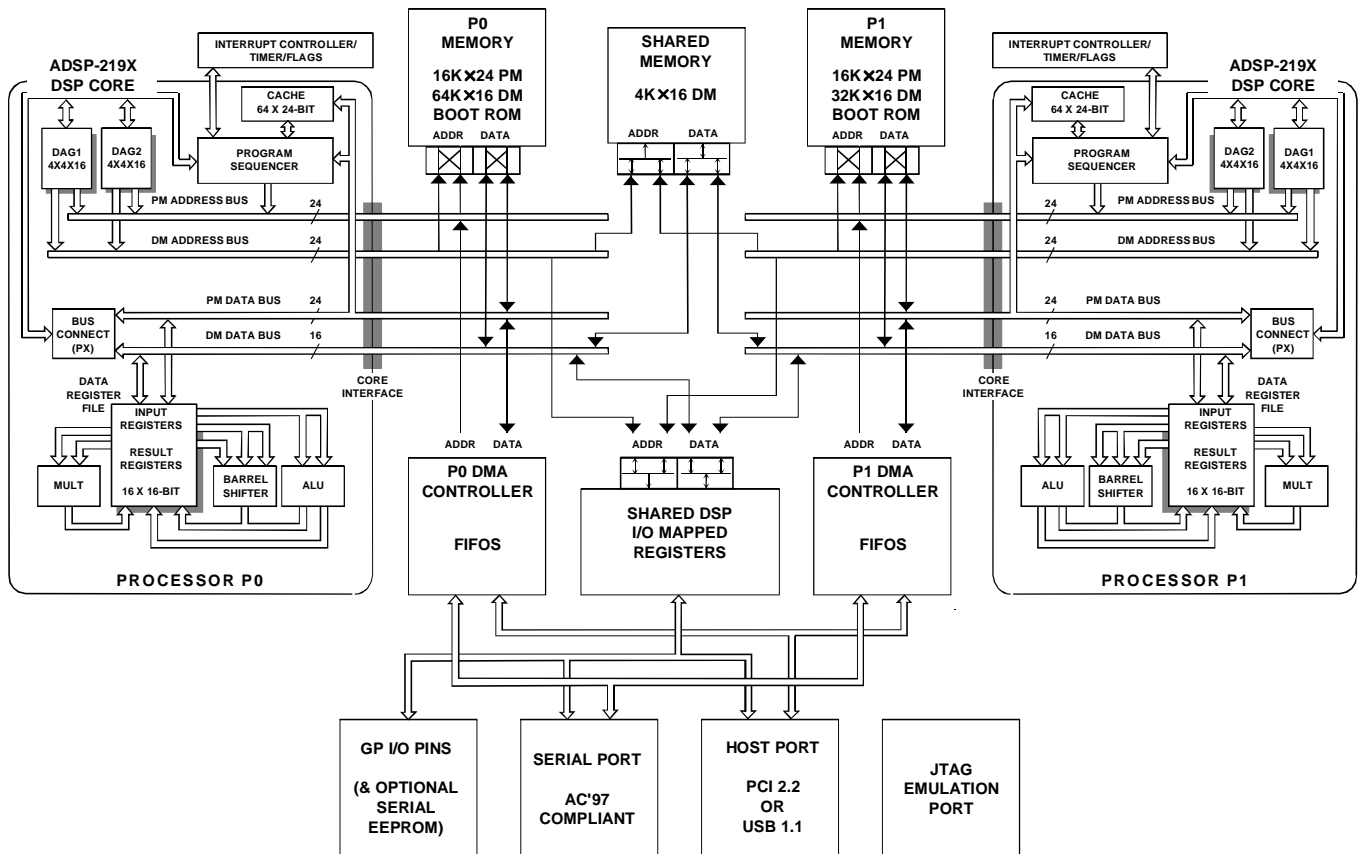 P0
MEMORY
16K×24 PM
64K×16 DM
BOOT ROM
ADDR DATA
SHARED
MEMORY
4K×16 DM
ADDR DATA
P1
MEMORY
16K×24 PM
32K×16 DM
BOOT ROM
ADDR DATA
INTERRUPT CONTROLLER/
TIMER/FLAGS
ADSP-219X
DSP CORE
CACHE
64 X 24-BIT
DAG1
4X4X16
DAG2
4X4X16
PROGRAM
SEQUENCER
PM ADDRESS BUS 24
DM ADDRESS BUS 24
PM DATA BUS 24
DM DATA BUS 16
BUS
CONNECT
(PX)
CORE
INTERFACE
DATA
REGISTER
FILE
INPUT
REGISTERS
RESULT
REGISTERS
16 X 16-BIT
MULT
BARREL
SHIFTER
ALU
PROCESSOR P0
INTERRUPT CONTROLLER/
TIMER/FLAGS
ADSP-219X
DSP CORE
CACHE
64 X 24-BIT
PROGRAM
SEQUENCER
DAG2
4X4X16
DAG1
4X4X16
24 PM ADDRESS BUS
24 DM ADDRESS BUS
24 PM DATA BUS
16 DM DATA BUS
BUS
CONNECT
(PX)
CORE
INTERFACE
DATA
REGISTER
FILE
INPUT
REGISTERS
RESULT
REGISTERS
16 X 16-BIT
ALU
BARREL
SHIFTER
MULT
PROCESSOR P1
ADDR DATA
P0 DMA
CONTROLLER
FIFOS
ADDR DATA
SHARED DSP
I/O MAPPED
REGISTERS
ADDR DATA
P1 DMA
CONTROLLER
FIFOS
GP I/O PINS
(& OPTIONAL
SERIAL
EEPROM)
SERIAL PORT
AC'97
COMPLIANT
HOST PORT
PCI 2.2
OR
USB 1.1
JTAG
EMULATION
PORT